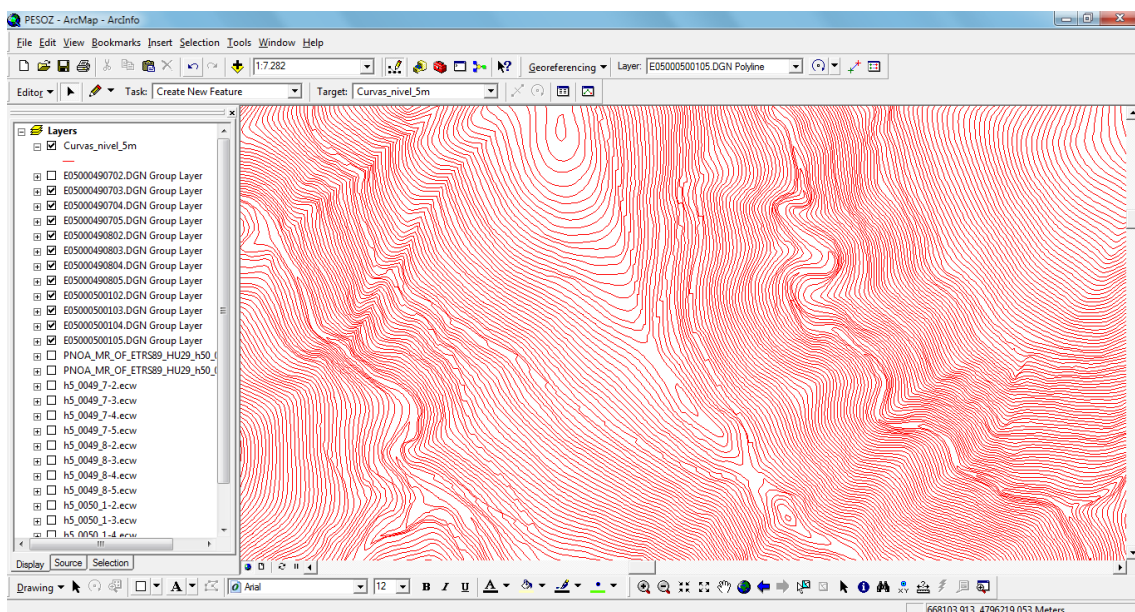 PESOZ - ArcMap - ArcInfo
File Edit View Bookmarks Insert Selection Tools Window Help
1:7.282 Georeferencing Layer: E05000500105.DGN Polyline
Editor Task: Create New Feature Target: Curvas_nivel_5m
Layers
Curvas_nivel_5m
E05000490702.DGN Group Layer
E05000490703.DGN Group Layer
E05000490704.DGN Group Layer
E05000490705.DGN Group Layer
E05000490802.DGN Group Layer
E05000490803.DGN Group Layer
E05000490804.DGN Group Layer
E05000490805.DGN Group Layer
E05000500102.DGN Group Layer
E05000500103.DGN Group Layer
E05000500104.DGN Group Layer
E05000500105.DGN Group Layer
PNOA_MR_OF_ETRS89_HU29_h50_
PNOA_MR_OF_ETRS89_HU29_h50_
h5_0049_7-2.ecw
h5_0049_7-3.ecw
h5_0049_7-4.ecw
h5_0049_7-5.ecw
h5_0049_8-2.ecw
h5_0049_8-3.ecw
h5_0049_8-4.ecw
h5_0049_8-5.ecw
h5_0050_1-2.ecw
h5_0050_1-3.ecw
h5_0050_1-4.ecw
Display Source Selection
Drawing A Arial 12 B I U A
668103,913 4796219,053 Meters